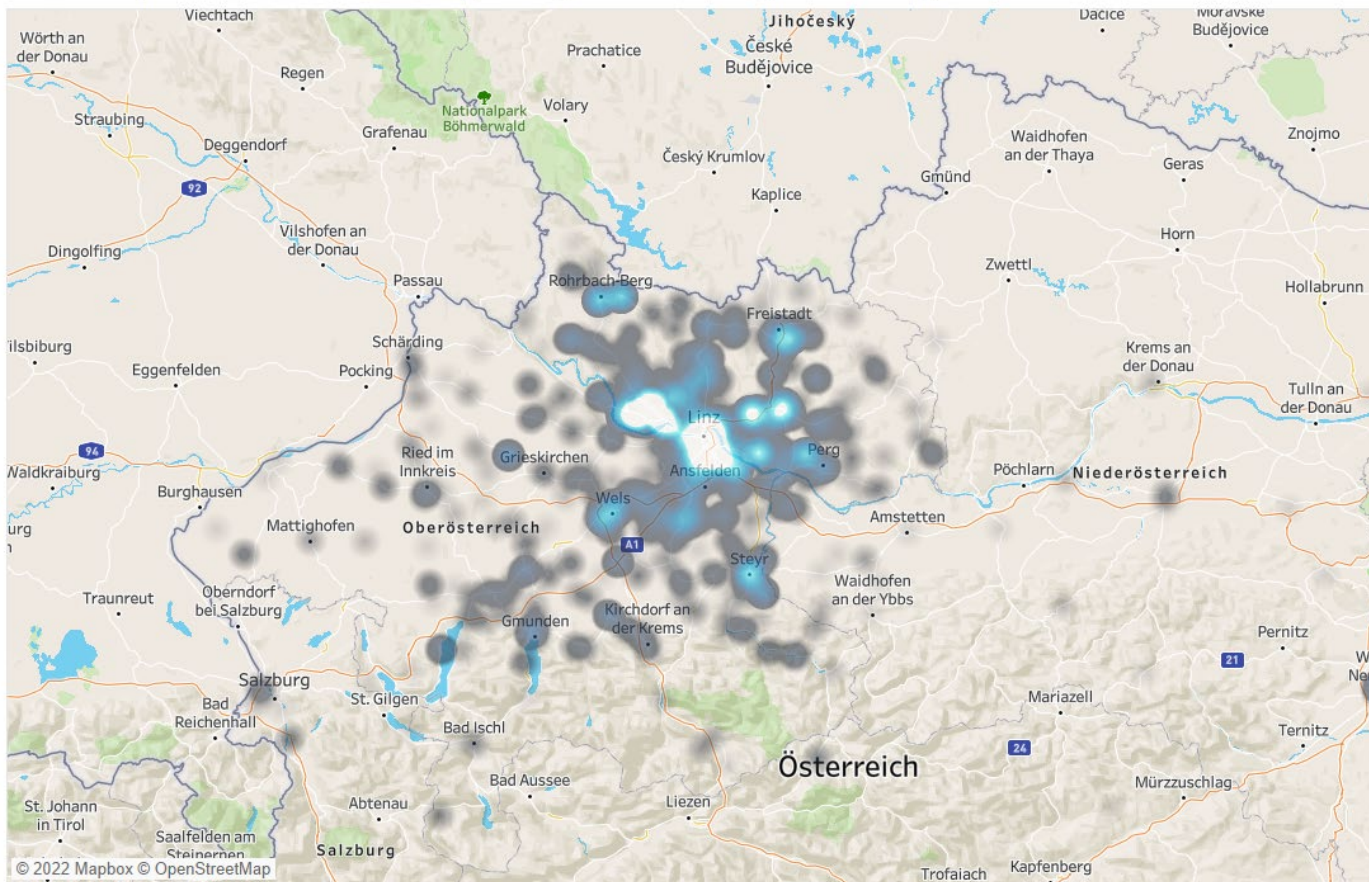 Viechtach
Jihočeský
Dačice
Moravské
Budějovice
Wörth an
der Donau
Prachatice
České
Budějovice
Regen
Nationalpark
Böhmerwald
Volary
Straubing
Grafenau
Znojmo
Deggendorf
Waidhofen
an der Thaya
Český Krumlov
Geras
92
Gmünd
Kaplice
Vilshofen an
der Donau
Horn
Dingolfing
Zwettl
Passau
Rohrbach-Berg
Hollabrunn
Freistadt
Schärding
Krems an
der Donau
ilsbiburg
Eggenfelden
Pocking
Tulln an
der Donau
Linz
94
Ried im
Innkreis
Perg
Waldkraiburg
Grieskirchen
Ansfelden
Pöchlarn
Niederösterreich
Burghausen
Wels
urg
Mattighofen
Oberösterreich
Amstetten
A1
Steyr
Waidhofen
an der Ybbs
Traunreut
Oberndorf
bei Salzburg
Gmunden
Kirchdorf an
der Krems
Pernitz
21
W
Salzburg
Bad
Reichenhall
St. Gilgen
Mariazell
Bad Ischl
24
Ternitz
Österreich
Bad Aussee
Mürzzuschlag
St. Johann
in Tirol
Abtenau
Liezen
Saalfelden am
Steinernen
Salzburg
© 2022 Mapbox © OpenStreetMap
Trofaiach
Kapfenberg